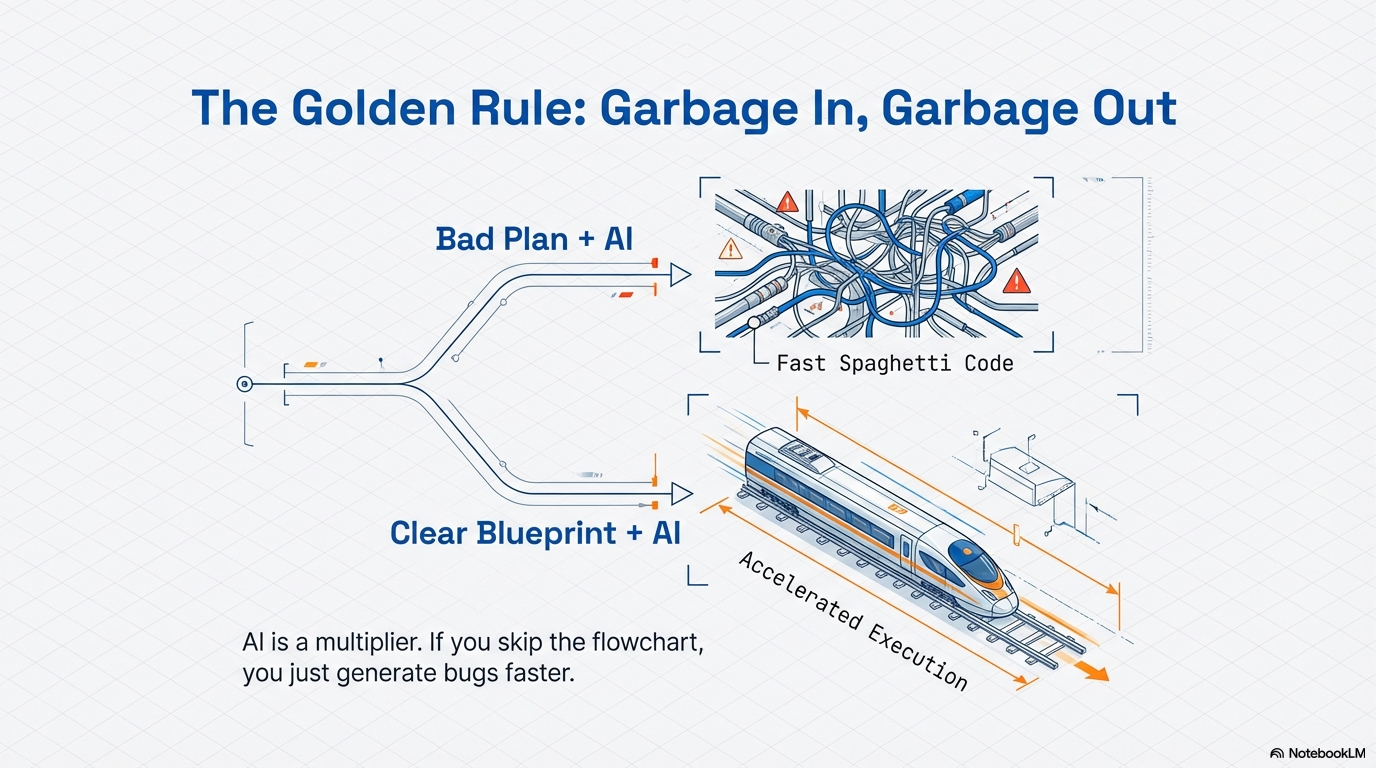 The Golden Rule: Garbage In, Garbage Out
Bad Plan + AI
Fast Spaghetti Code
Clear Blueprint + AI
Accelerated Execution
AI is a multiplier. If you skip the flowchart,
you just generate bugs faster.
NotebookLM